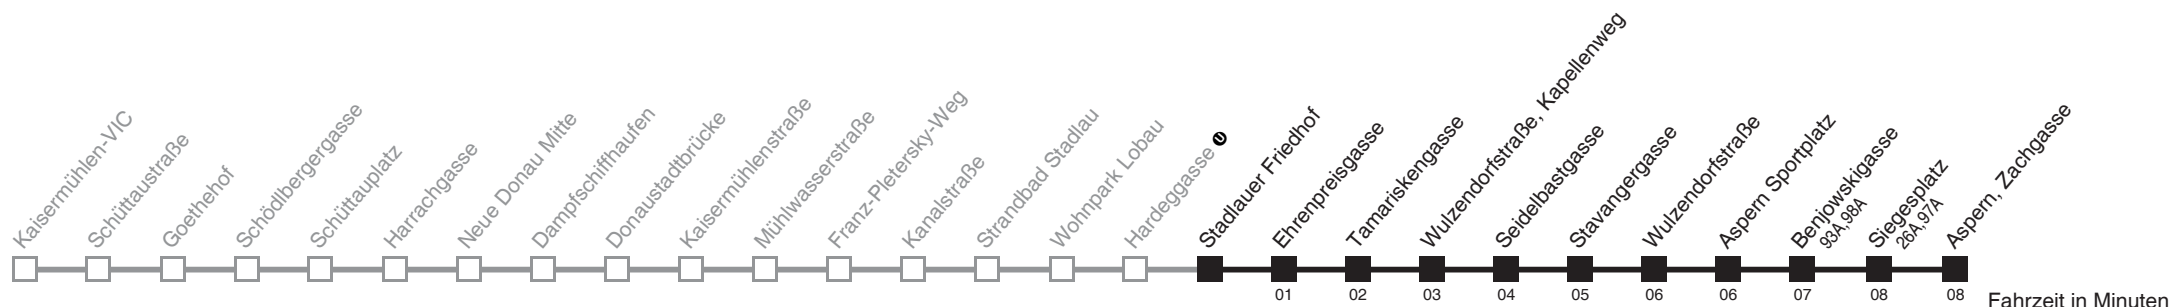 Kaisermühlen-VIC
Schüttaustraße
Goethehof
Schödlbergergasse
Schüttauplatz
Harrachgasse
Neue Donau Mitte
Dampfschiffhaufen
Donaustadtbrücke
Kaisermühlenstraße
Mühlwasserstraße
Franz-Pletersky-Weg
Kanalstraße
Strandbad Stadlau
Wohnpark Lobau
Hardeggasse U
Stadlauer Friedhof
Ehrenpreisgasse
Tamariskengasse
Wulzendorfstraße, Kapellenweg
Seidelbastgasse
Stavangergasse
Wulzendorfstraße
Aspern Sportplatz
Benjowskigasse
93A,98A
Siegesplatz
26A,97A
Aspern, Zachgasse
01 02 03 04 05 06 06 07 08 08 Fahrzeit in Minuten